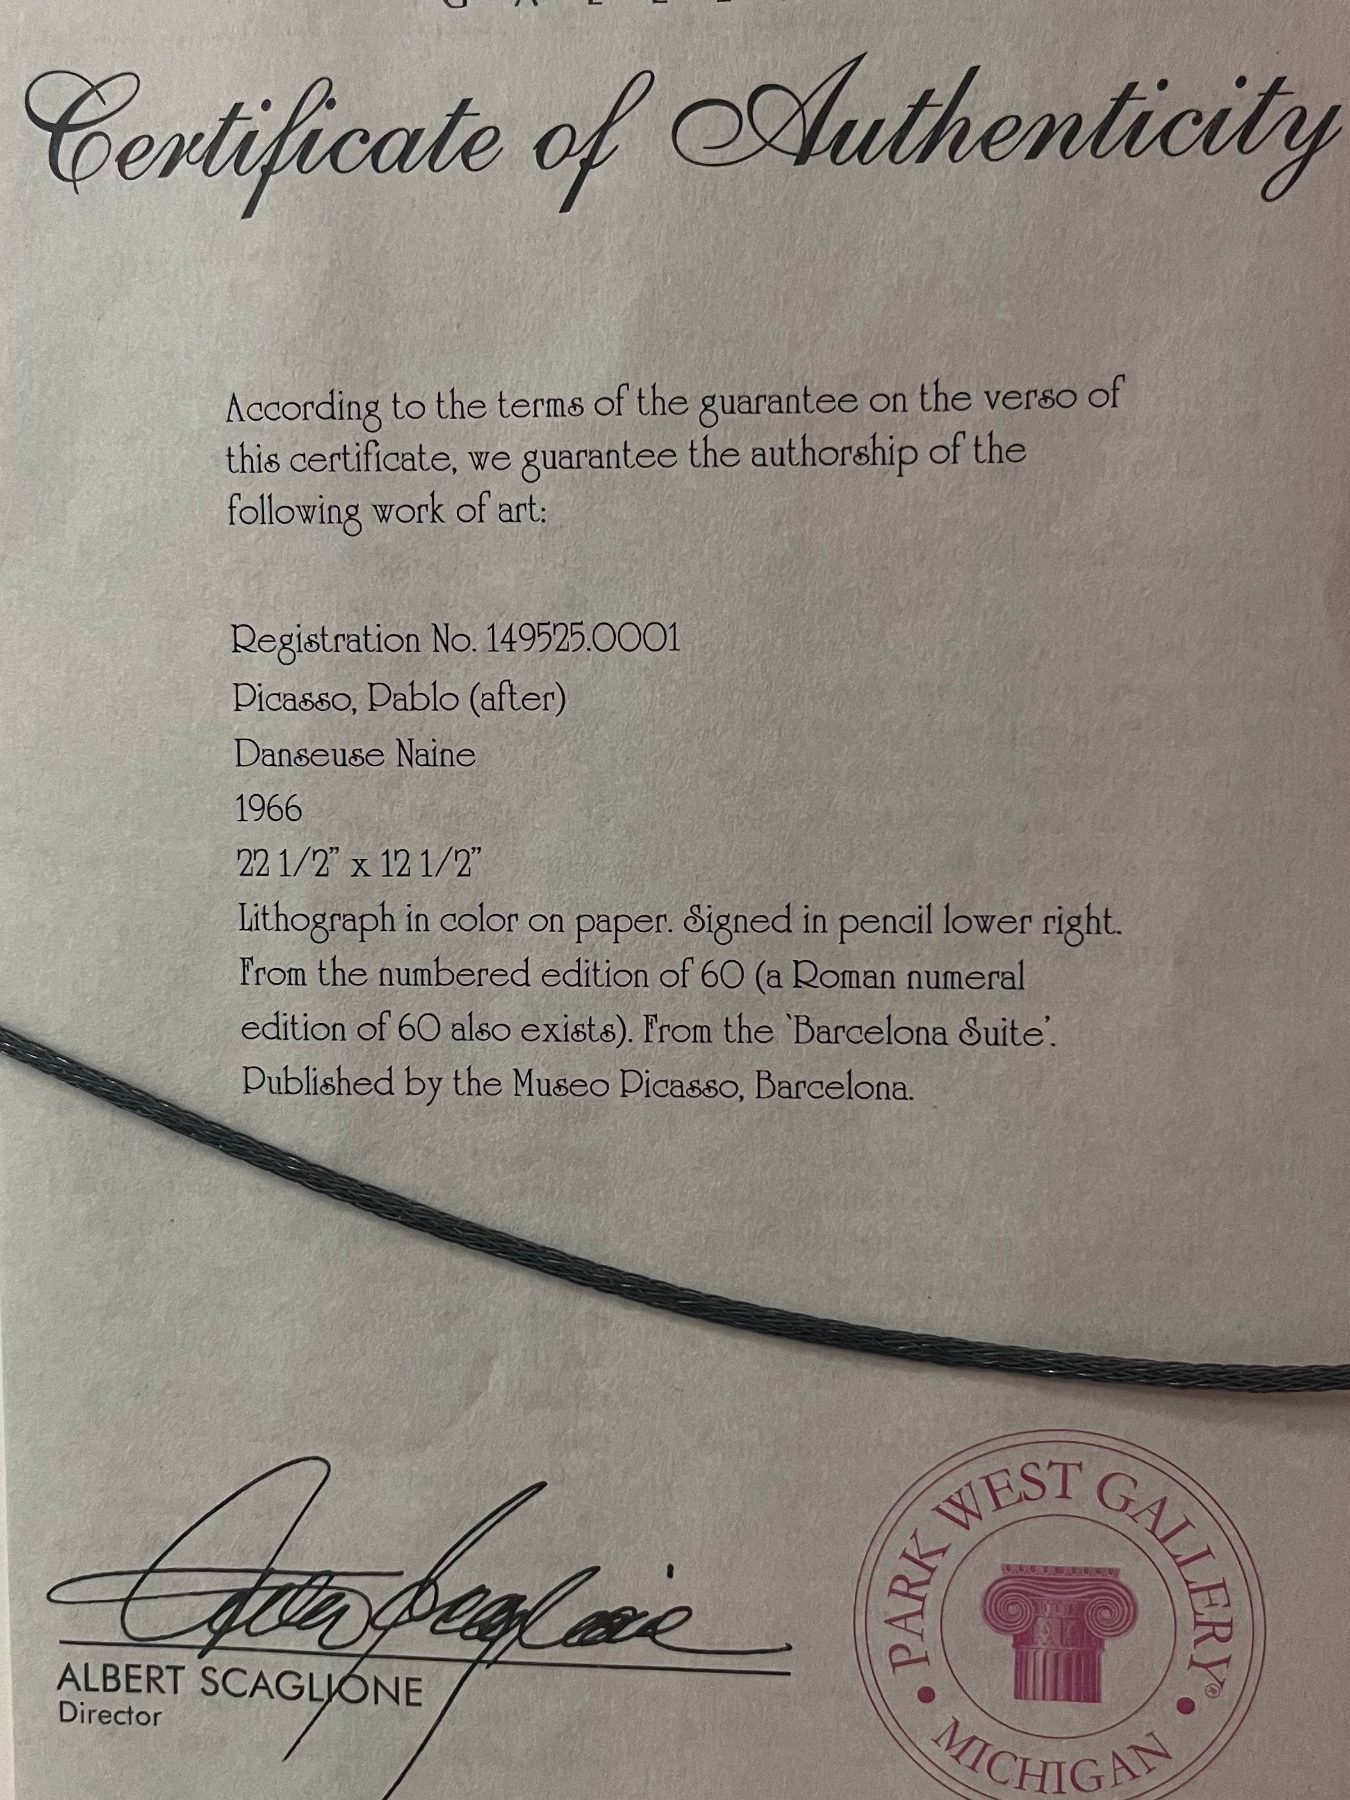 Certificate of Authenticity
According to the terms of the guarantee on the verso of
this certificate, we guarantee the authorship of the
following work of art:
Registration No. 149525.0001
Picasso, Pablo (after)
Danseuse Naine
1966
22 1/2” x 12 1/2”
Lithograph in color on paper. Signed in pencil lower right.
From the numbered edition of 60 (a Roman numeral
edition of 60 also exists). From the ‘Barcelona Suite’.
Published by the Museo Picasso, Barcelona.
Albert Scaglione
ALBERT SCAGLIONE
Director
PARK WEST GALLERY®
• MICHIGAN •